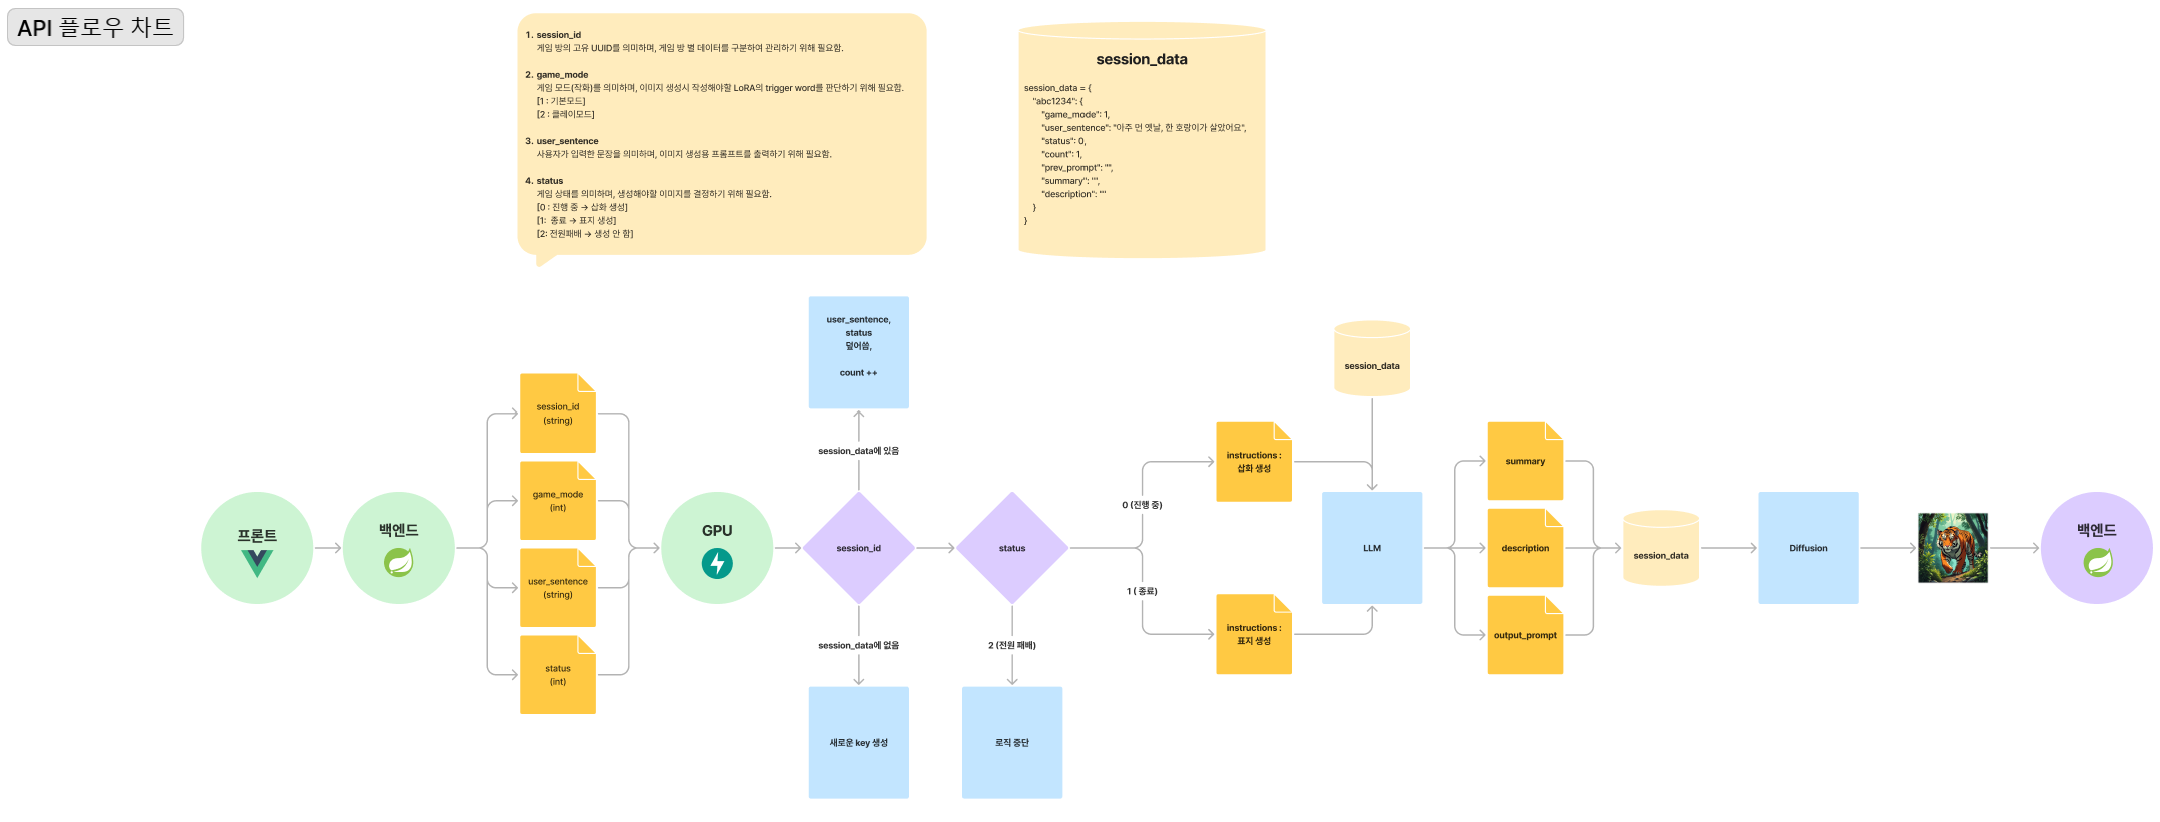 API 플로우 차트
1. session_id
게임 방의 고유 UUID를 의미하며, 게임 방 별 데이터를 구분하여 관리하기 위해 필요함.
2. game_mode
게임 모드(작화)를 의미하며, 이미지 생성시 작성해야할 LoRA의 trigger word를 판단하기 위해 필요함.
[1 : 기본모드]
[2 : 클레이모드]
3. user_sentence
사용자가 입력한 문장을 의미하며, 이미지 생성용 프롬프트를 출력하기 위해 필요함.
4. status
게임 상태를 의미하며, 생성해야할 이미지를 결정하기 위해 필요함.
[0 : 진행 중 → 삽화 생성]
[1: 종료 → 표지 생성]
[2: 전원패배 → 생성 안 함]
session_data
session_data = {
"abc1234": {
"game_mode": 1,
"user_sentence": "아주 먼 옛날, 한 호랑이가 살았어요",
"status": 0,
"count": 1,
"prev_prompt": "",
"summary": "",
"description": ""
}
}
프론트
백엔드
session_id
(string)
game_mode
(int)
user_sentence
(string)
status
(int)
GPU
user_sentence,
status
덮어씀,
count ++
session_data에 있음
session_id
session_data에 없음
새로운 key 생성
status
2 (전원 패배)
로직 중단
0 (진행 중)
1 ( 종료)
instructions :
삽화 생성
instructions :
표지 생성
session_data
LLM
summary
description
output_prompt
session_data
Diffusion
백엔드